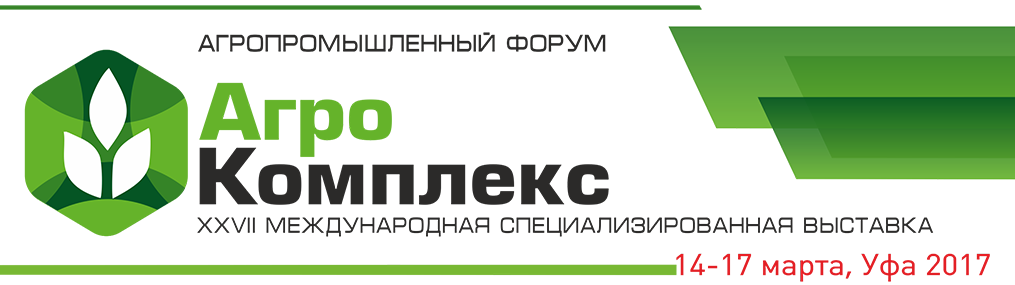 АГРОПРОМЫШЛЕННЫЙ ФОРУМ
Агро
Комплекс
XXVII МЕЖДУНАРОДНАЯ СПЕЦИАЛИЗИРОВАННАЯ ВЫСТАВКА
14-17 марта, Уфа 2017